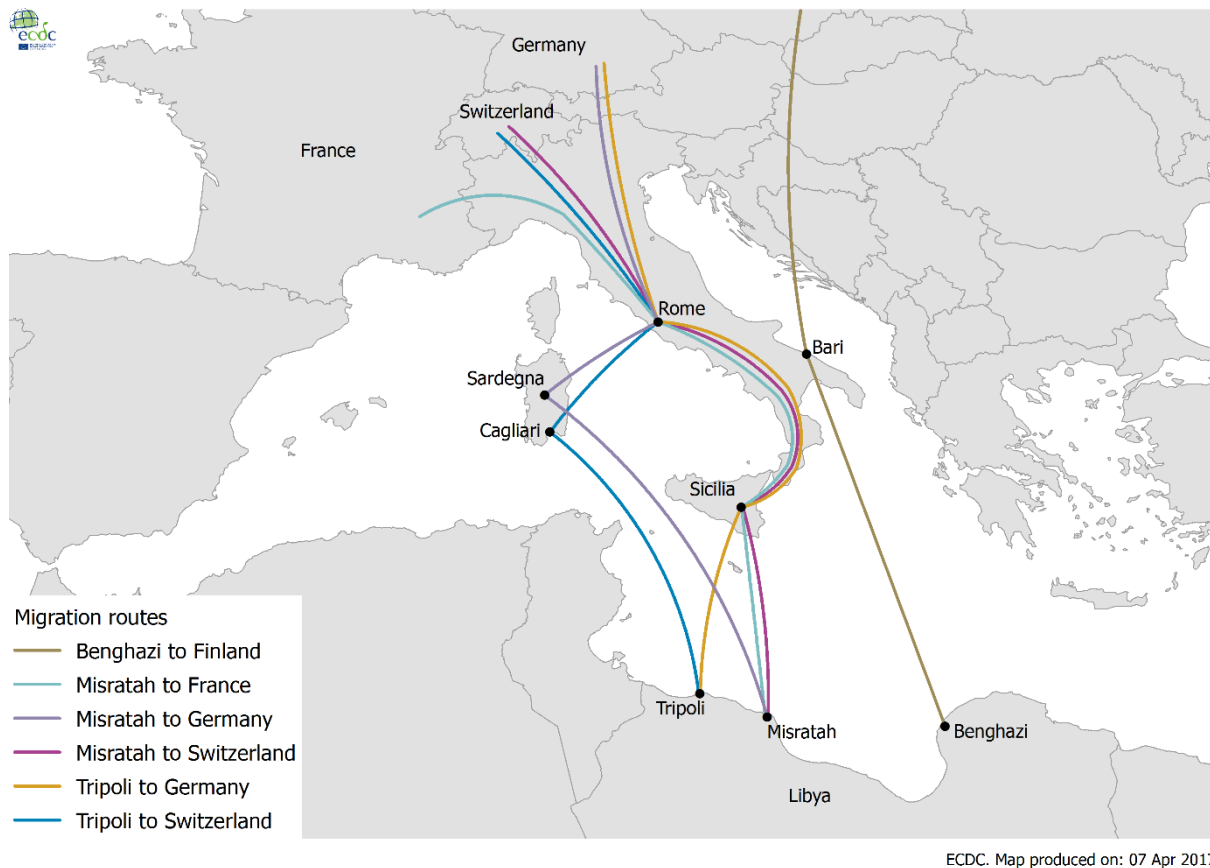 ecdc
Germany
Switzerland
France
Rome
Bari
Sardegna
Cagliari
Sicilia
Tripoli
Misratah
Benghazi
Libya
Migration routes
Benghazi to Finland
Misratah to France
Misratah to Germany
Misratah to Switzerland
Tripoli to Germany
Tripoli to Switzerland
ECDC. Map produced on: 07 Apr 2017